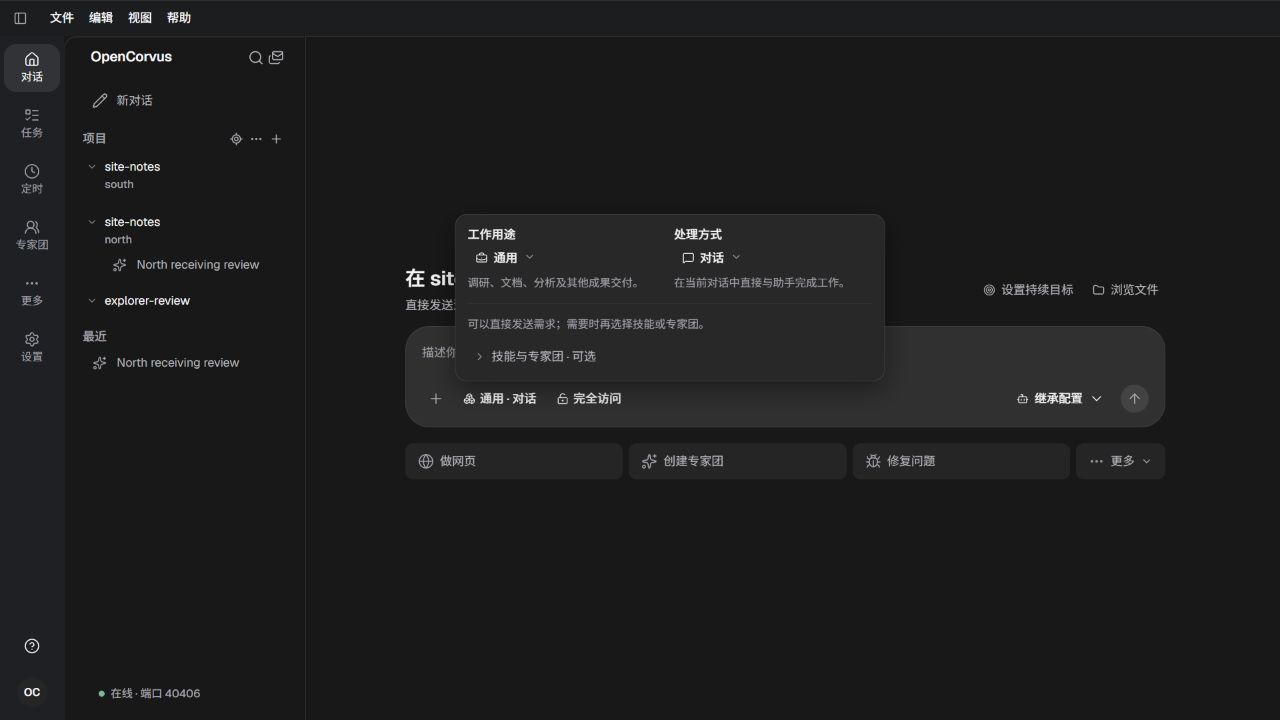 文件 编辑 视图 帮助
对话
任务
定时
专家团
更多
设置
OC
OpenCorvus
新对话
项目
site-notes
south
site-notes
north
North receiving review
explorer-review
最近
North receiving review
在线 · 端口 40406
在 sit
直接发送
设置持续目标 浏览文件
工作用途 处理方式
通用 对话
调研、文档、分析及其他成果交付。 在当前对话中直接与助手完成工作。
可以直接发送需求；需要时再选择技能或专家团。
技能与专家团 · 可选
描述你
通用 · 对话 完全访问 继承配置
做网页 创建专家团 修复问题 更多